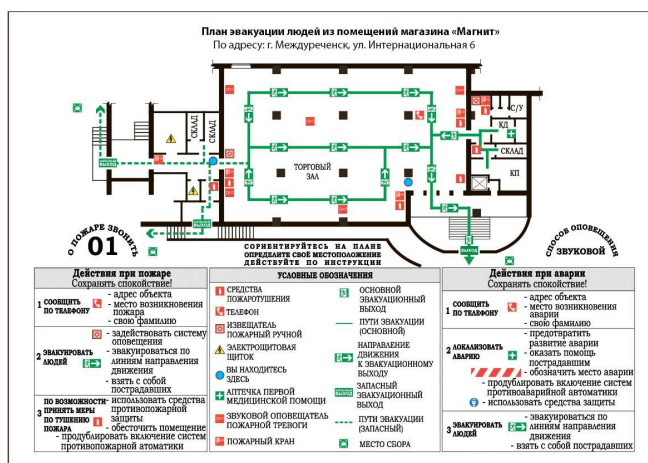 План эвакуации людей из помещений магазина «Магнит»
По адресу: г. Междуреченск, ул. Интернациональная 6
СКЛАД
СКЛАД
С/У
КД
СКЛАД
КП
ТОРГОВЫЙ
ЗАЛ
ВЫХОД
ВЫХОД
ВЫХОД
О ПОЖАРЕ ЗВОНИТЬ
01
СОРИЕНТИРУЙТЕСЬ НА ПЛАНЕ
ОПРЕДЕЛИТЕ СВОЁ МЕСТОПОЛОЖЕНИЕ
ДЕЙСТВУЙТЕ ПО ИНСТРУКЦИИ
СПОСОБ ОПОВЕЩЕНИЯ
ЗВУКОВОЙ
Действия при пожаре
Сохранять спокойствие!
1 СООБЩИТЬ
ПО ТЕЛЕФОНУ
- адрес объекта
- место возникновения
пожара
- свою фамилию
2 ЭВАКУИРОВАТЬ
ЛЮДЕЙ
- задействовать систему
оповещения
- эвакуироваться по
линиям направления
движения
- взять с собой
пострадавших
3 ПО ВОЗМОЖНОСТИ
ПРИНЯТЬ МЕРЫ
ПО ТУШЕНИЮ
ПОЖАРА
- использовать средства
противопожарной
защиты
- обесточить помещение
- продублировать включение систем
противопожарной атоматики
УСЛОВНЫЕ ОБОЗНАЧЕНИЯ
СРЕДСТВА
ПОЖАРОТУШЕНИЯ
ТЕЛЕФОН
ИЗВЕЩАТЕЛЬ
ПОЖАРНЫЙ РУЧНОЙ
ЭЛЕКТРОЩИТОВАЯ
ЩИТОК
ВЫ НАХОДИТЕСЬ
ЗДЕСЬ
АПТЕЧКА ПЕРВОЙ
МЕДИЦИНСКОЙ ПОМОЩИ
ЗВУКОВОЙ ОПОВЕЩАТЕЛЬ
ПОЖАРНОЙ ТРЕВОГИ
ПОЖАРНЫЙ КРАН
ОСНОВНОЙ
ЭВАКУАЦИОННЫЙ
ВЫХОД
ПУТИ ЭВАКУАЦИИ
(ОСНОВНОЙ)
НАПРАВЛЕНИЕ
ДВИЖЕНИЯ
К ЭВАКУАЦИОННОМУ
ВЫХОДУ
ЗАПАСНЫЙ
ЭВАКУАЦИОННЫЙ
ВЫХОД
ПУТИ ЭВАКУАЦИИ
(ЗАПАСНЫЙ)
МЕСТО СБОРА
Действия при аварии
Сохранять спокойствие!
1 СООБЩИТЬ
ПО ТЕЛЕФОНУ
- адрес объекта
- место возникновения
аварии
- свою фамилию
2 ЛОКАЛИЗОВАТЬ
АВАРИЮ
- предотвратить
развитие аварии
- оказать помощь
пострадавшим
- обозначить место аварии
- продублировать включение систем
противоаварийной автоматики
- использовать средства защиты
3 ЭВАКУИРОВАТЬ
ЛЮДЕЙ
- эвакуироваться по
линиям направления
движения
- взять с собой пострадавших